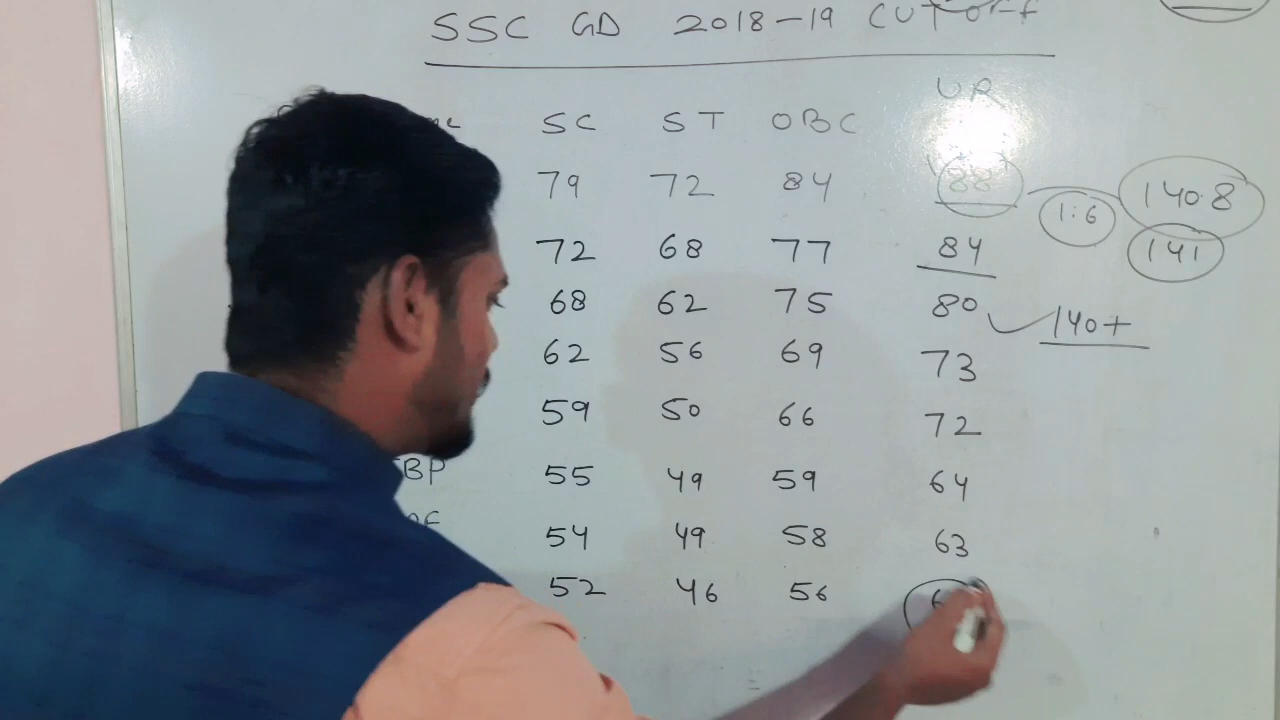 SSC GD 2018-19 CUT OFF
UR
SC ST OBC
79 72 84 88 1:6 140.8
72 68 77 84 141
68 62 75 80 140+
62 56 69 73
59 50 66 72
BP 55 49 59 64
54 49 58 63
52 46 56